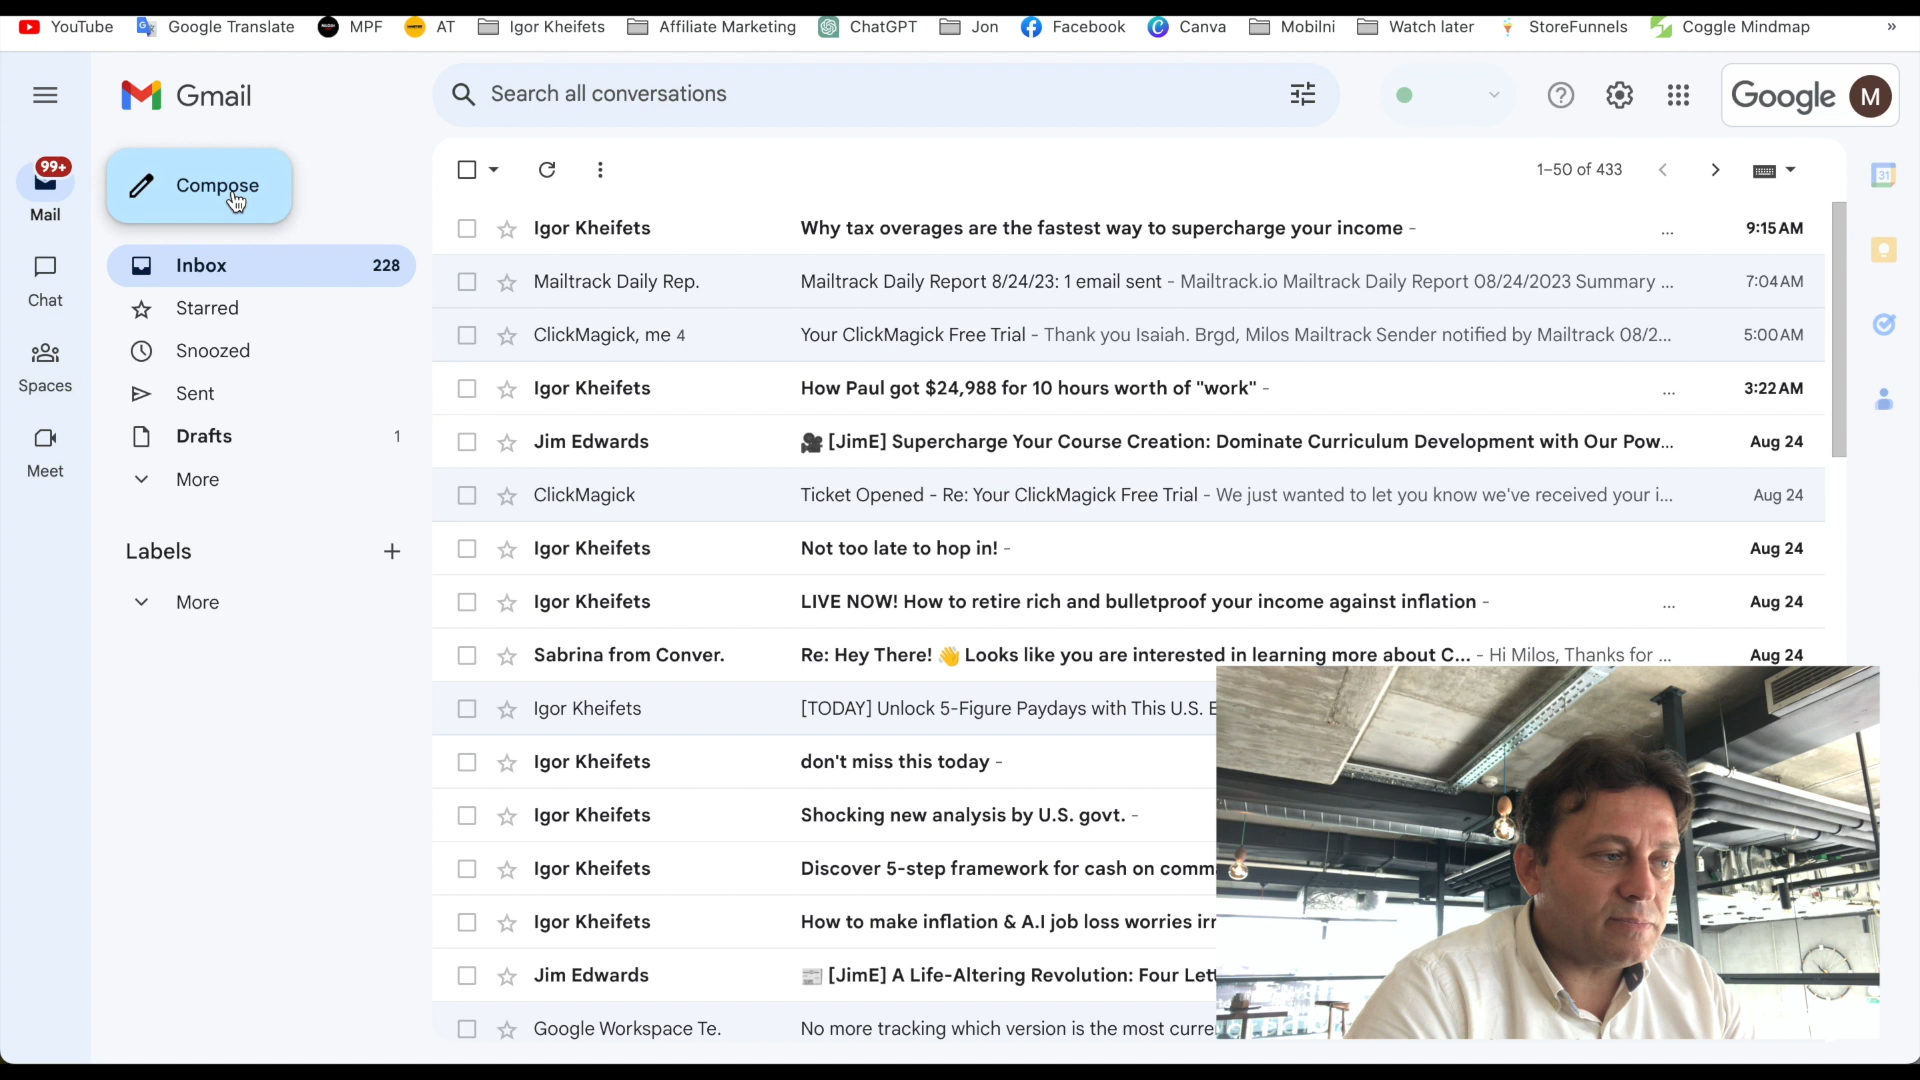 YouTube Google Translate MPF AT Igor Kheifets Affiliate Marketing ChatGPT Jon Facebook Canva Mobilni Watch later StoreFunnels Coggle Mindmap »
Gmail Search all conversations Google M
99+
Mail
Chat
Spaces
Meet
Compose
Inbox 228
Starred
Snoozed
Sent
Drafts 1
More
Labels +
More
1–50 of 433
Igor Kheifets Why tax overages are the fastest way to supercharge your income - ... 9:15 AM
Mailtrack Daily Rep. Mailtrack Daily Report 8/24/23: 1 email sent - Mailtrack.io Mailtrack Daily Report 08/24/2023 Summary ... 7:04 AM
ClickMagick, me 4 Your ClickMagick Free Trial - Thank you Isaiah. Brgd, Milos Mailtrack Sender notified by Mailtrack 08/2... 5:00 AM
Igor Kheifets How Paul got $24,988 for 10 hours worth of "work" - ... 3:22 AM
Jim Edwards 🎥 [JimE] Supercharge Your Course Creation: Dominate Curriculum Development with Our Pow... Aug 24
ClickMagick Ticket Opened - Re: Your ClickMagick Free Trial - We just wanted to let you know we've received your i... Aug 24
Igor Kheifets Not too late to hop in! - Aug 24
Igor Kheifets LIVE NOW! How to retire rich and bulletproof your income against inflation - ... Aug 24
Sabrina from Conver. Re: Hey There! 👋 Looks like you are interested in learning more about C... - Hi Milos, Thanks for ... Aug 24
Igor Kheifets [TODAY] Unlock 5-Figure Paydays with This U.S. E
Igor Kheifets don't miss this today -
Igor Kheifets Shocking new analysis by U.S. govt. -
Igor Kheifets Discover 5-step framework for cash on comm
Igor Kheifets How to make inflation & A.I job loss worries irr
Jim Edwards 📰 [JimE] A Life-Altering Revolution: Four Lett
Google Workspace Te. No more tracking which version is the most curre
31